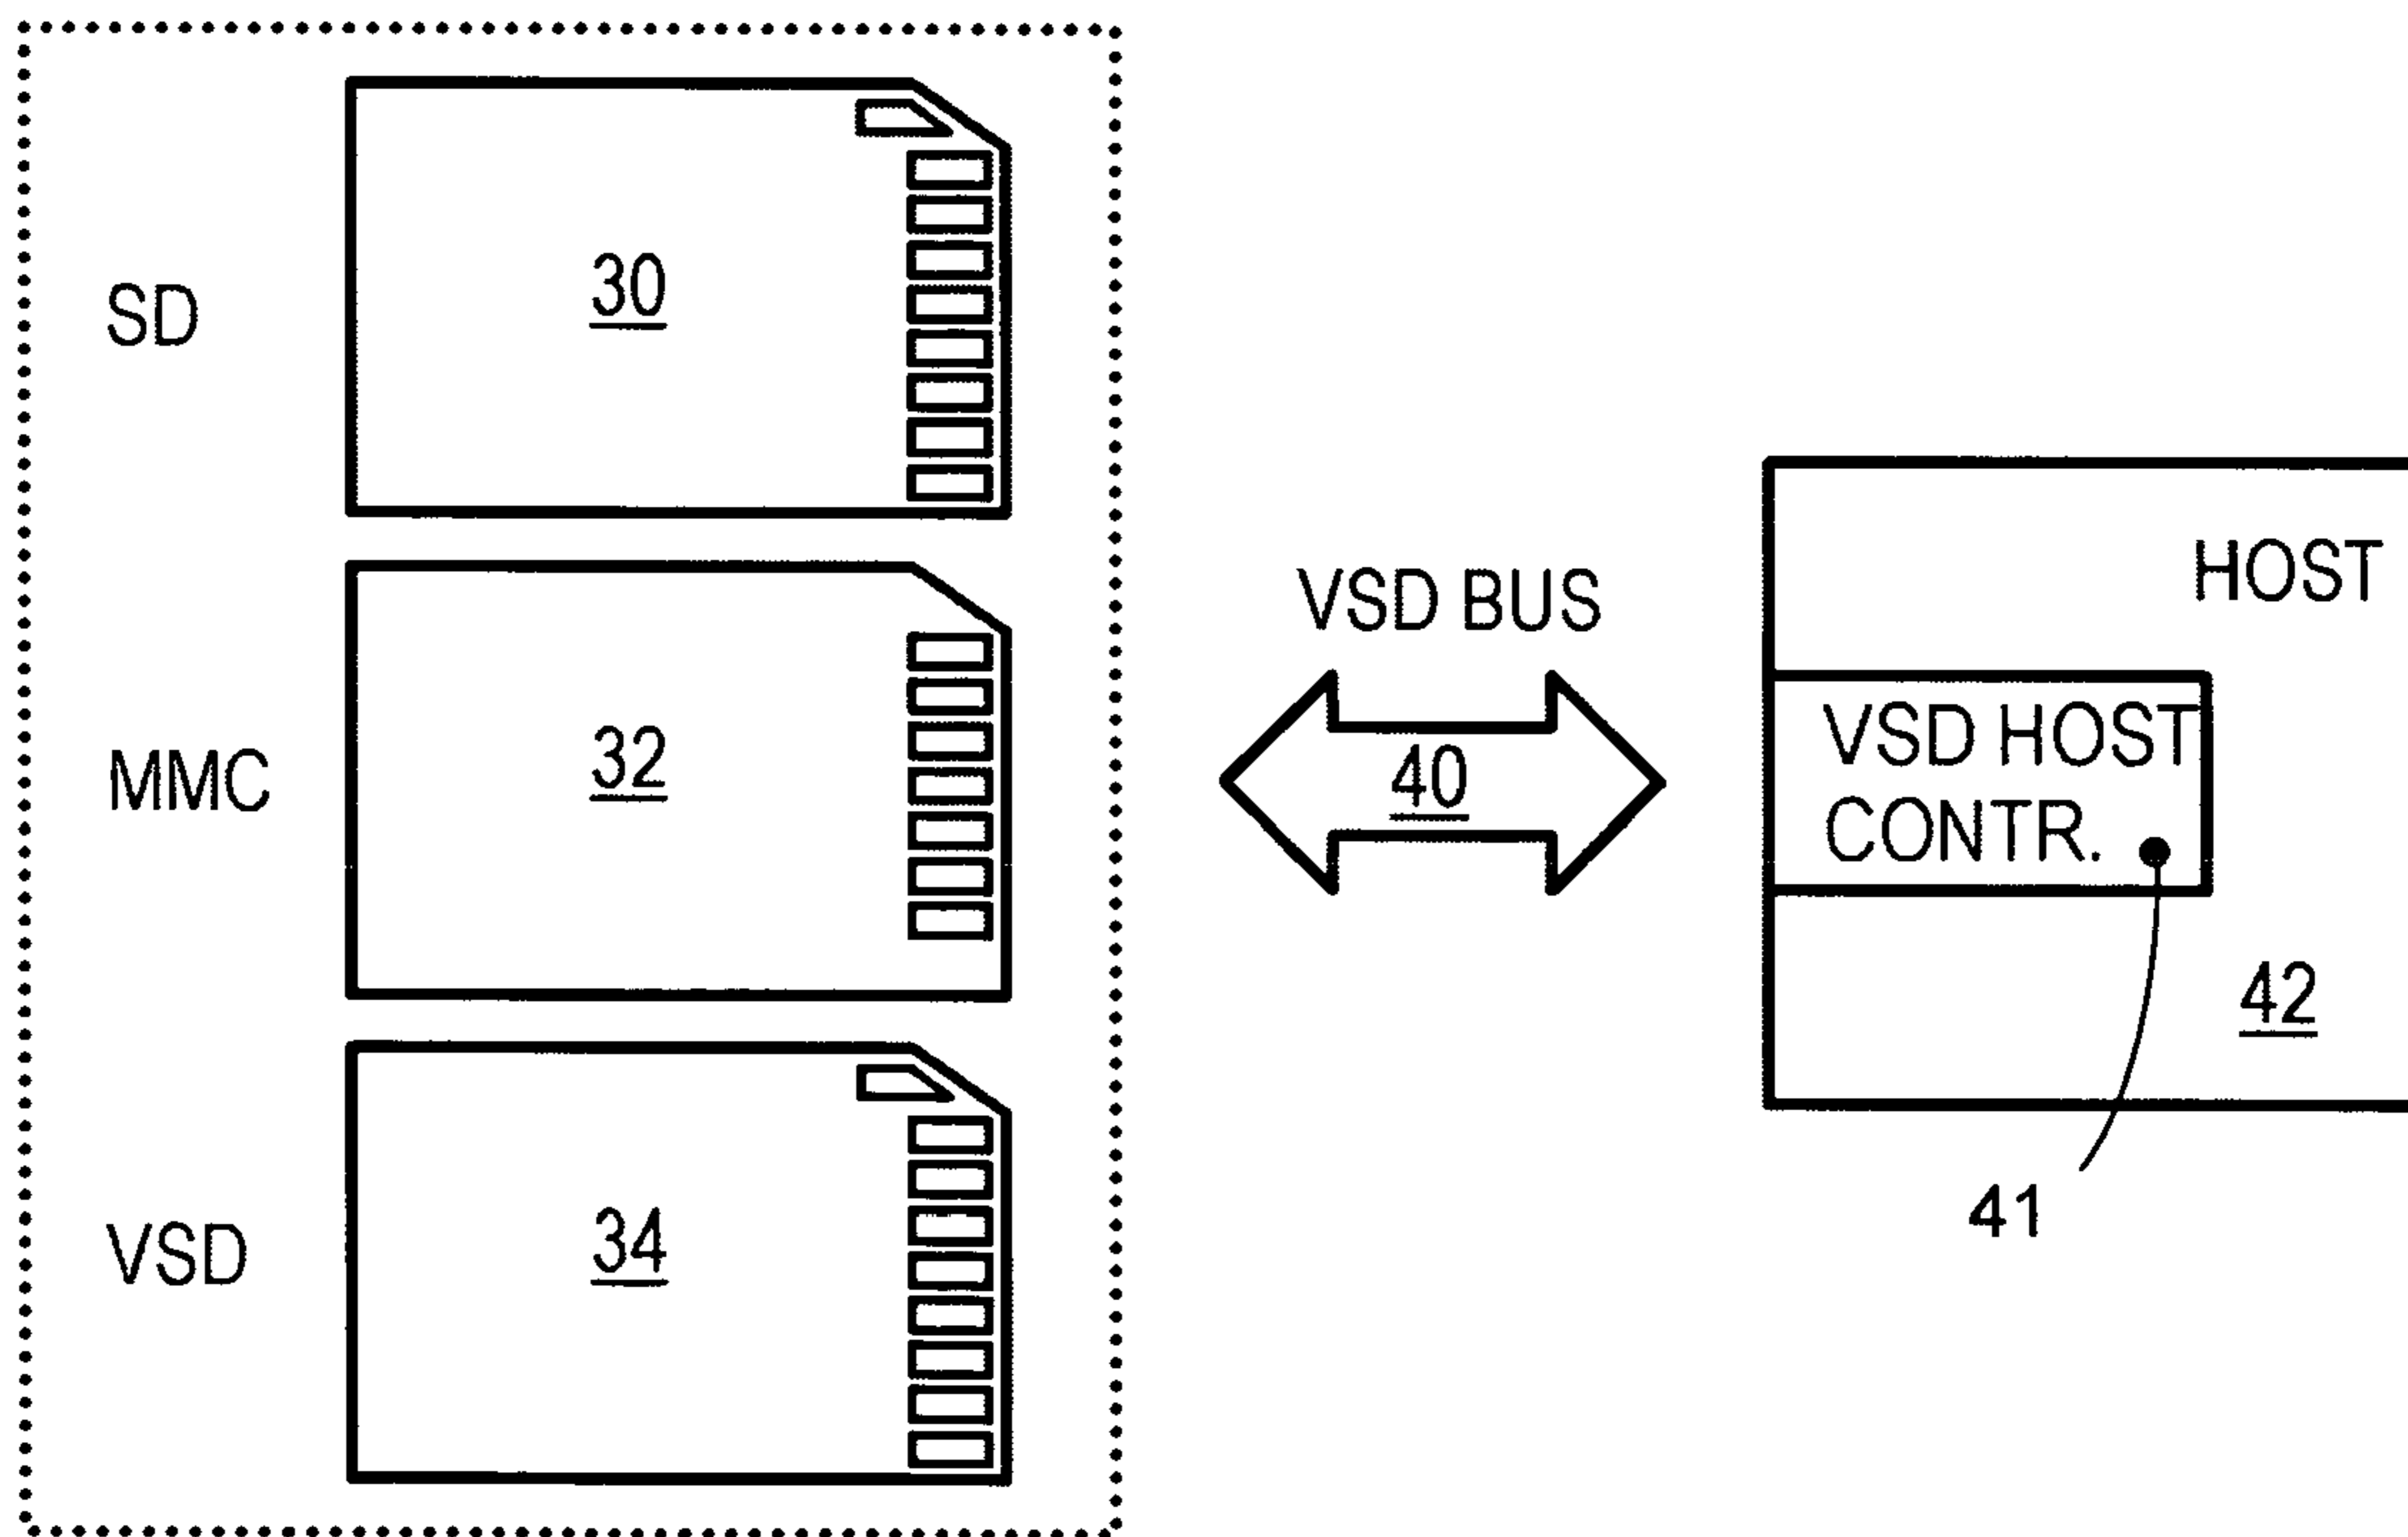 SD
30
MMC
32
VSD
34
VSD BUS
40
HOST
VSD HOST
CONTR.
42
41